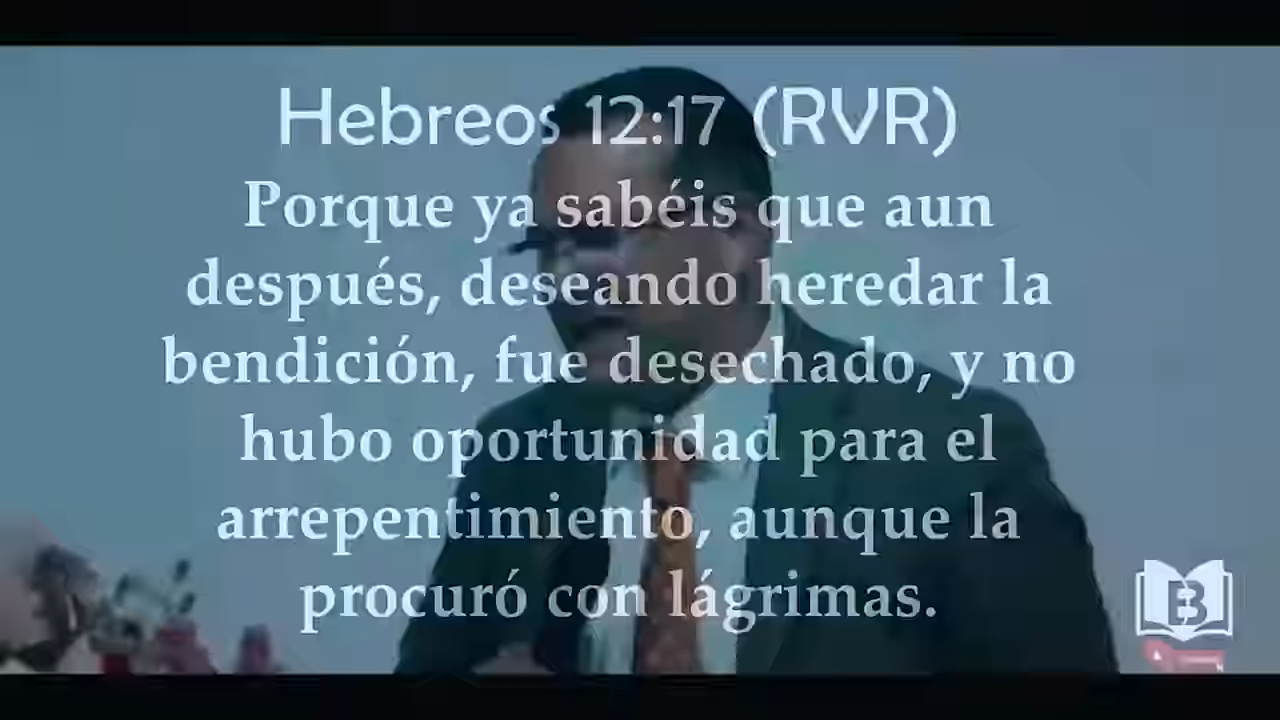 Hebreos 12:17 (RVR)
Porque ya sabéis que aun
después, deseando heredar la
bendición, fue desechado, y no
hubo oportunidad para el
arrepentimiento, aunque la
procuró con lágrimas.
B